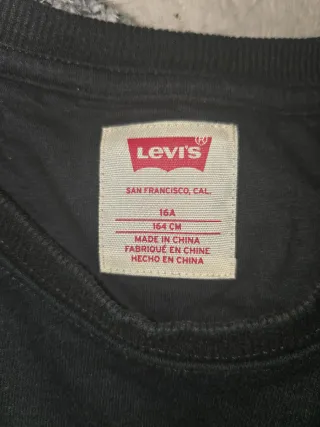 Levi's ®
SAN FRANCISCO, CAL.
16A
164 CM
MADE IN CHINA
FABRIQUÉ EN CHINE
HECHO EN CHINA